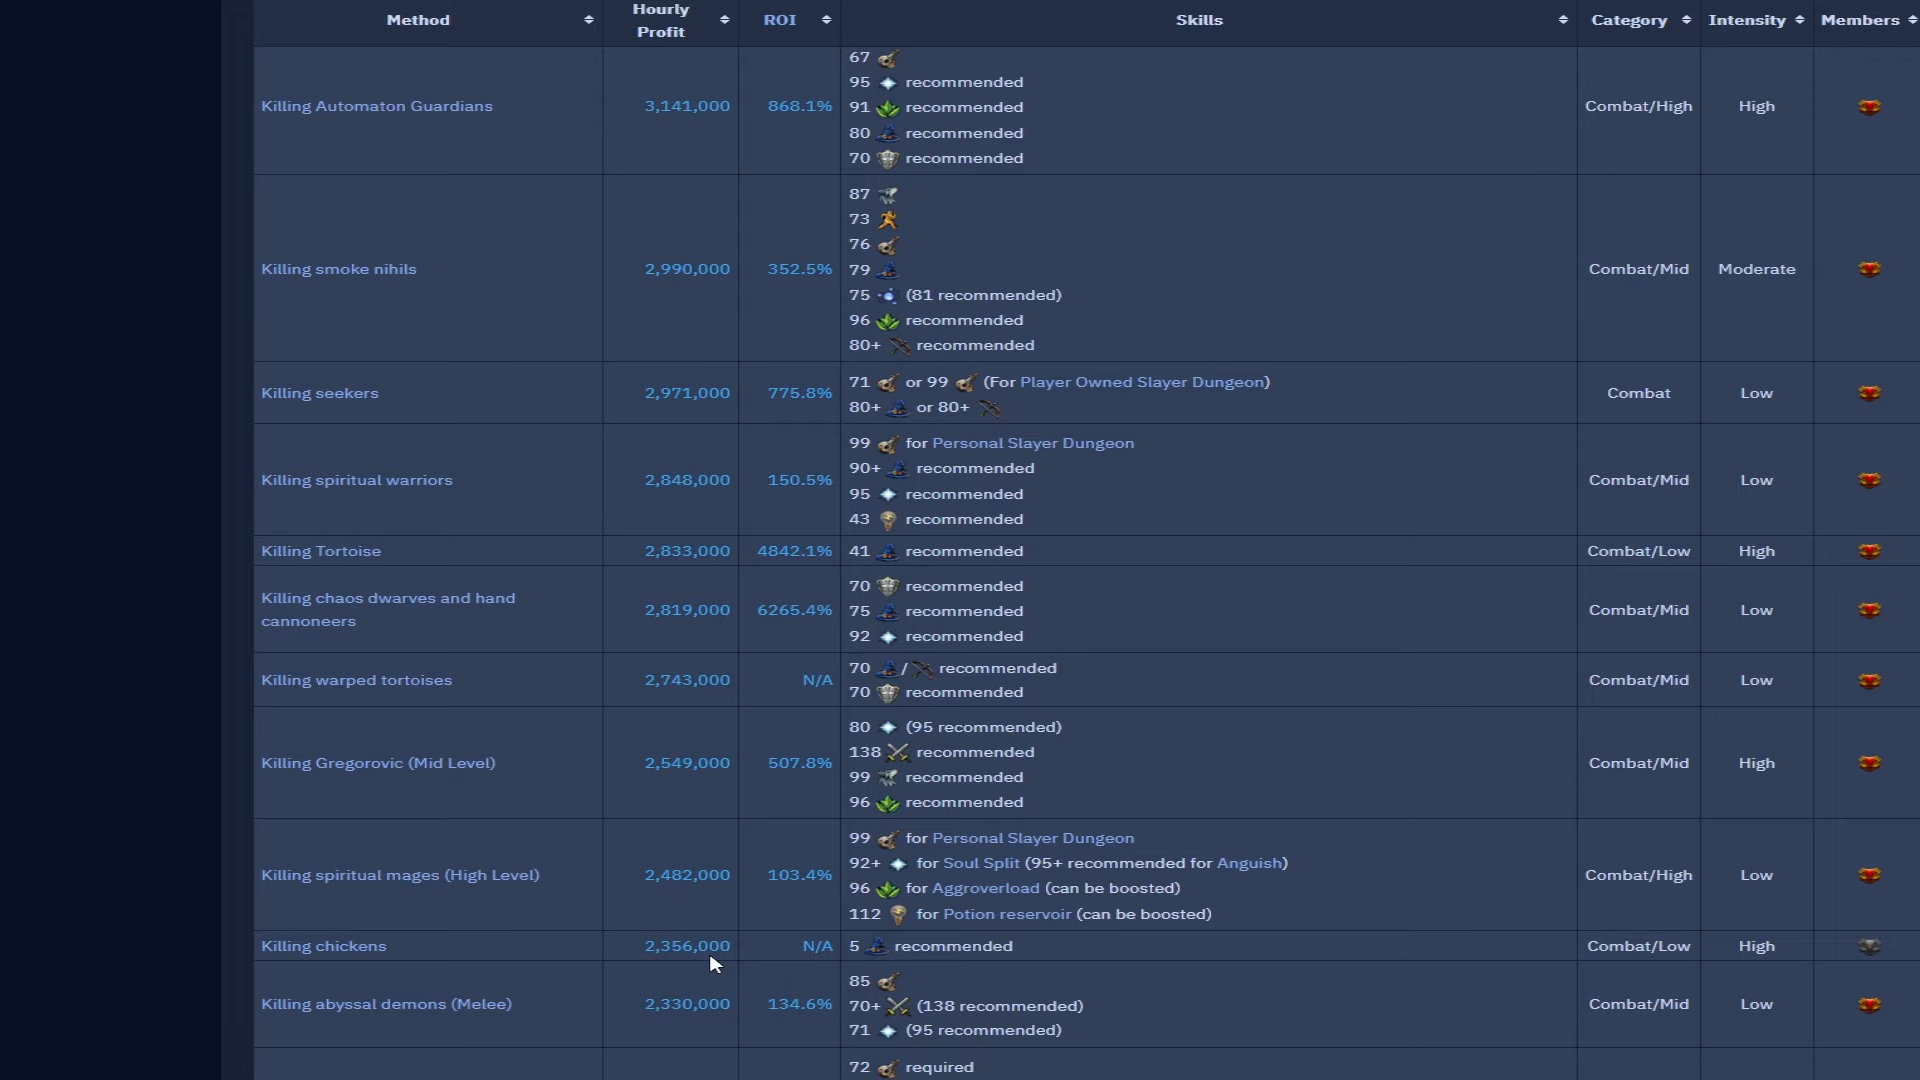 Method
Hourly
Profit
ROI
Skills
Category
Intensity
Members
Killing Automaton Guardians
3,141,000
868.1%
67
95 recommended
91 recommended
80 recommended
70 recommended
Combat/High
High
Killing smoke nihils
2,990,000
352.5%
87
73
76
79
75 (81 recommended)
96 recommended
80+ recommended
Combat/Mid
Moderate
Killing seekers
2,971,000
775.8%
71 or 99 (For Player Owned Slayer Dungeon)
80+ or 80+
Combat
Low
Killing spiritual warriors
2,848,000
150.5%
99 for Personal Slayer Dungeon
90+ recommended
95 recommended
43 recommended
Combat/Mid
Low
Killing Tortoise
2,833,000
4842.1%
41 recommended
Combat/Low
High
Killing chaos dwarves and hand
cannoneers
2,819,000
6265.4%
70 recommended
75 recommended
92 recommended
Combat/Mid
Low
Killing warped tortoises
2,743,000
N/A
70 / recommended
70 recommended
Combat/Mid
Low
Killing Gregorovic (Mid Level)
2,549,000
507.8%
80 (95 recommended)
138 recommended
99 recommended
96 recommended
Combat/Mid
High
Killing spiritual mages (High Level)
2,482,000
103.4%
99 for Personal Slayer Dungeon
92+ for Soul Split (95+ recommended for Anguish)
96 for Aggroverload (can be boosted)
112 for Potion reservoir (can be boosted)
Combat/High
Low
Killing chickens
2,356,000
N/A
5 recommended
Combat/Low
High
Killing abyssal demons (Melee)
2,330,000
134.6%
85
70+ (138 recommended)
71 (95 recommended)
Combat/Mid
Low
72 required